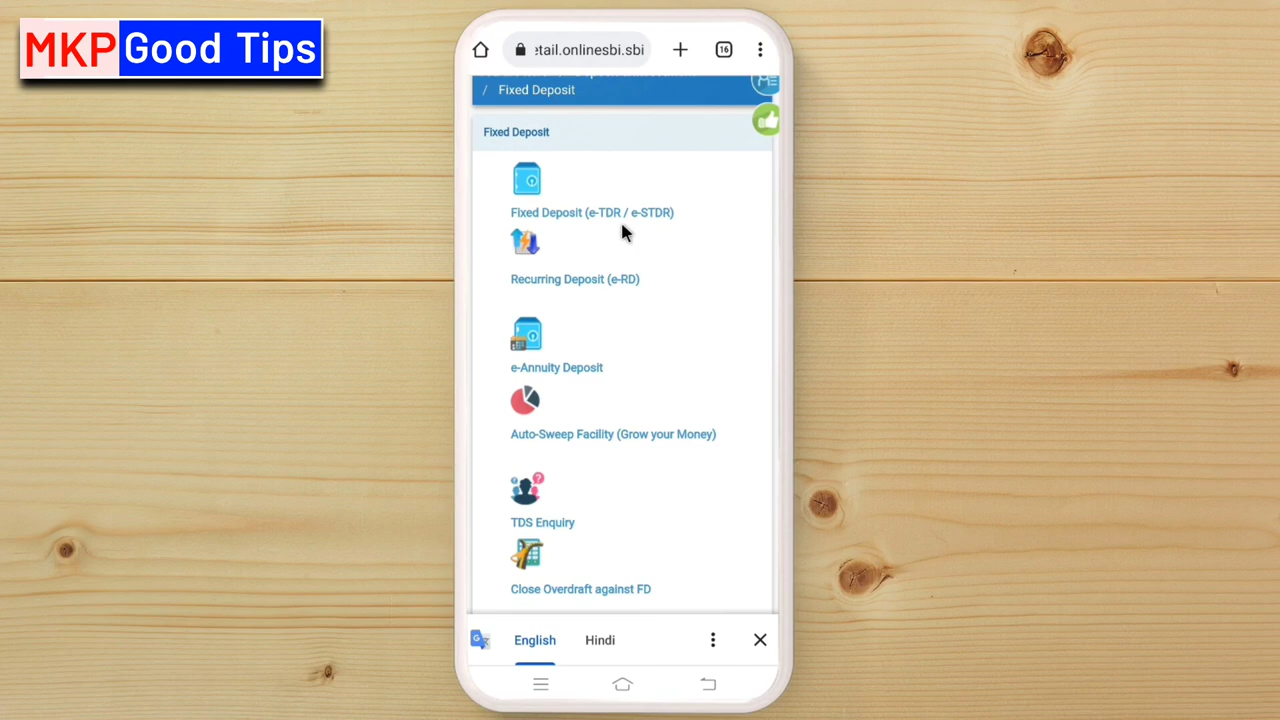 MKP Good Tips
16
etail.onlinesbi.sbi
/ Fixed Deposit
Fixed Deposit
Fixed Deposit (e-TDR / e-STDR)
Recurring Deposit (e-RD)
e-Annuity Deposit
Auto-Sweep Facility (Grow your Money)
TDS Enquiry
Close Overdraft against FD
English Hindi